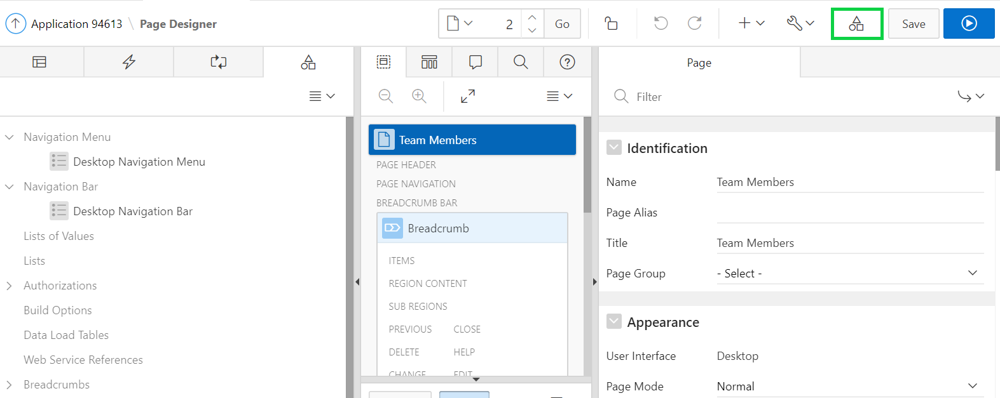 Application 94613 \ Page Designer
2
Go
Save
Navigation Menu
Desktop Navigation Menu
Navigation Bar
Desktop Navigation Bar
Lists of Values
Lists
Authorizations
Build Options
Data Load Tables
Web Service References
Breadcrumbs
Team Members
PAGE HEADER
PAGE NAVIGATION
BREADCRUMB BAR
Breadcrumb
ITEMS
REGION CONTENT
SUB REGIONS
PREVIOUS CLOSE
DELETE HELP
CHANGE EDIT
Page
Filter
Identification
Name Team Members
Page Alias
Title Team Members
Page Group - Select -
Appearance
User Interface Desktop
Page Mode Normal